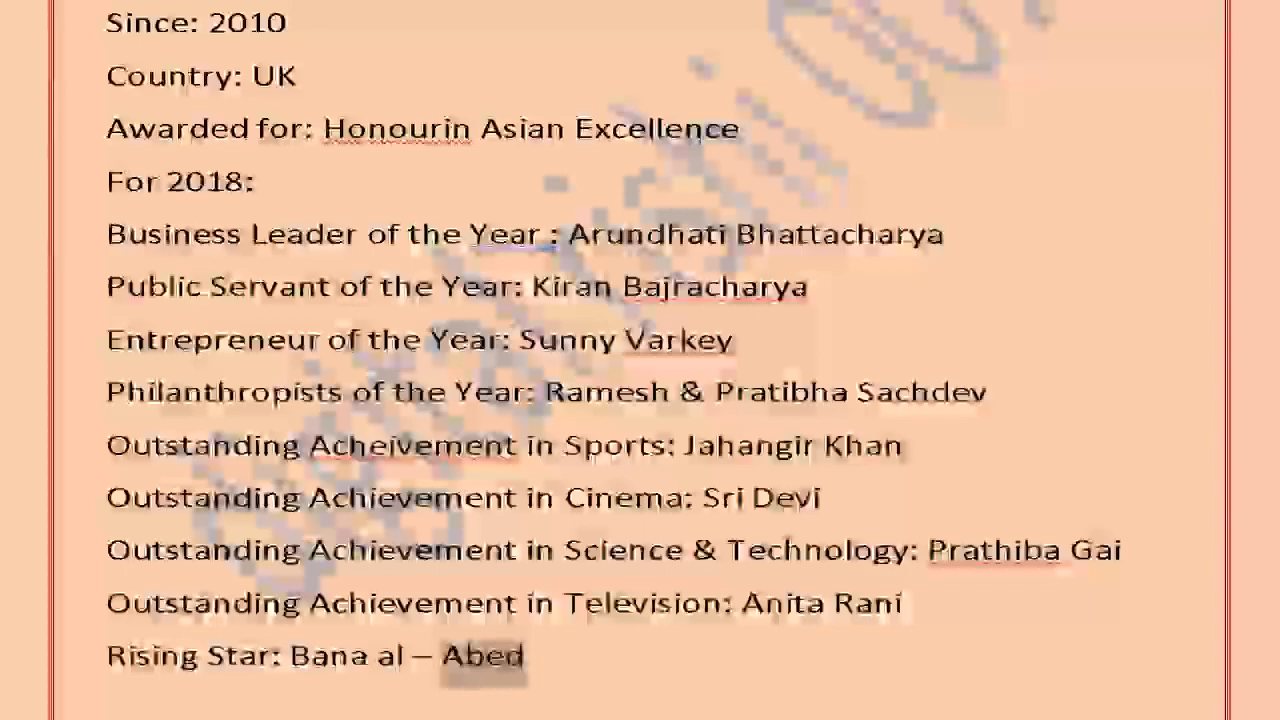 Since: 2010
Country: UK
Awarded for: Honourin Asian Excellence
For 2018:
Business Leader of the Year : Arundhati Bhattacharya
Public Servant of the Year: Kiran Bajracharya
Entrepreneur of the Year: Sunny Varkey
Philanthropists of the Year: Ramesh & Pratibha Sachdev
Outstanding Acheivement in Sports: Jahangir Khan
Outstanding Achievement in Cinema: Sri Devi
Outstanding Achievement in Science & Technology: Prathiba Gai
Outstanding Achievement in Television: Anita Rani
Rising Star: Bana al – Abed